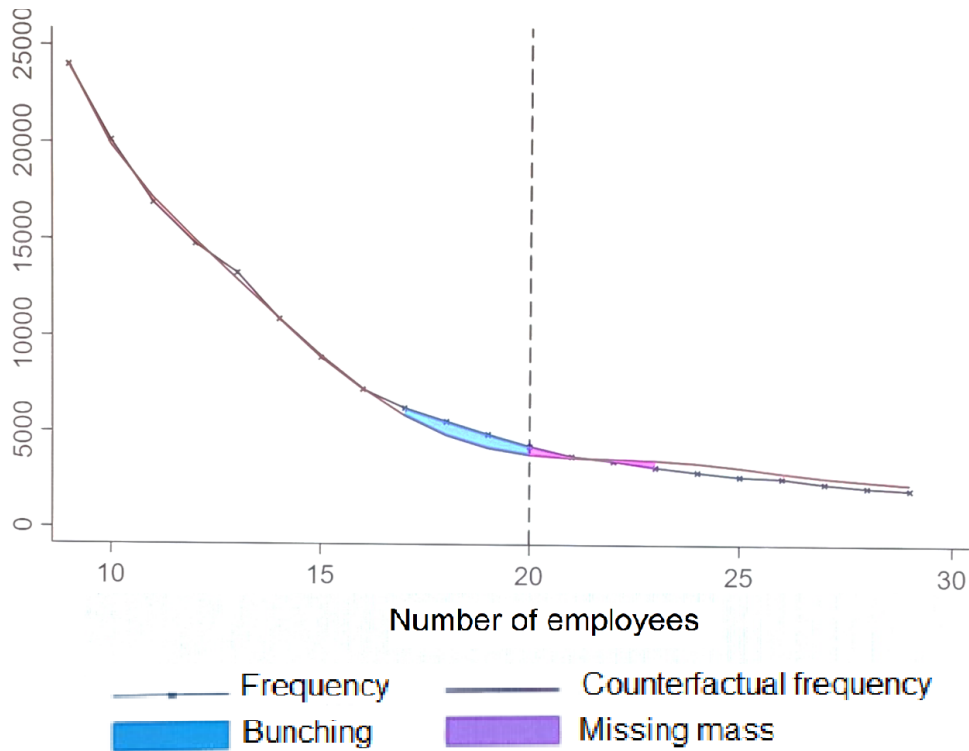 25000
20000
15000
10000
5000
0
10 15 20 25 30
Number of employees
Frequency Counterfactual frequency
Bunching Missing mass